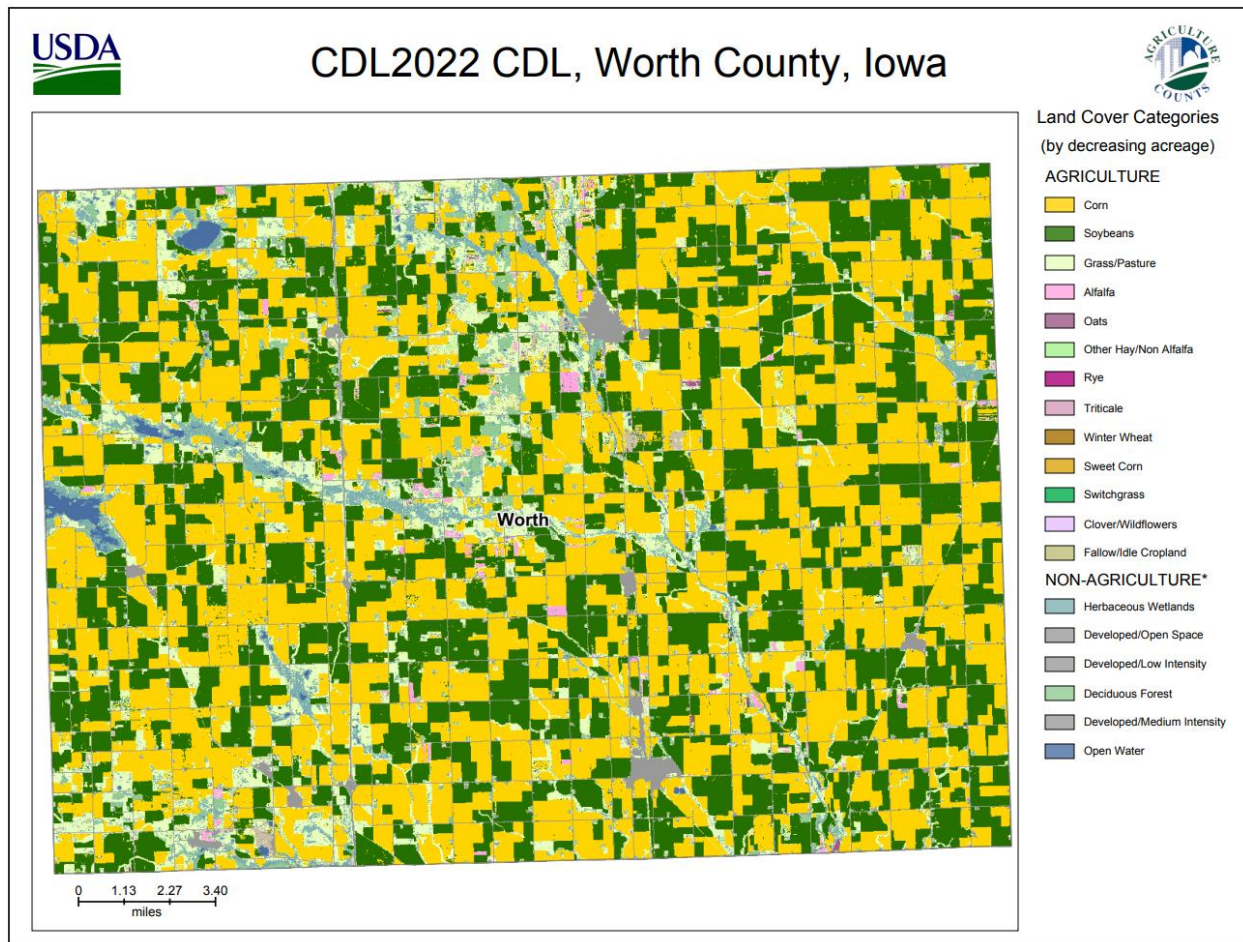 USDA
CDL2022 CDL, Worth County, Iowa
AGRICULTURE
COUNTS
Land Cover Categories
(by decreasing acreage)
AGRICULTURE
Corn
Soybeans
Grass/Pasture
Alfalfa
Oats
Other Hay/Non Alfalfa
Rye
Triticale
Winter Wheat
Sweet Corn
Switchgrass
Clover/Wildflowers
Fallow/Idle Cropland
NON-AGRICULTURE*
Herbaceous Wetlands
Developed/Open Space
Developed/Low Intensity
Deciduous Forest
Developed/Medium Intensity
Open Water
Worth
0 1.13 2.27 3.40
miles